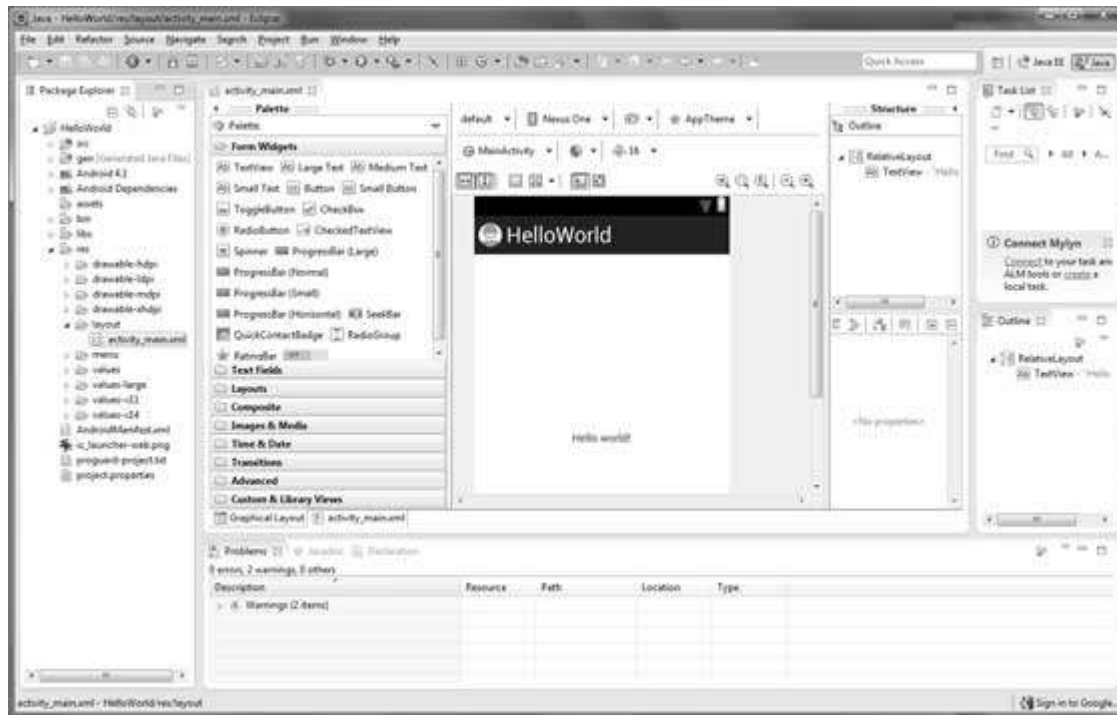 Java - HelloWorld/res/layout/activity_main.xml - Eclipse
File Edit Refactor Source Navigate Search Project Run Window Help
Quick Access
Java EE
Java
Package Explorer
HelloWorld
src
gen [Generated Java Files]
Android 4.1
Android Dependencies
assets
bin
libs
res
drawable-hdpi
drawable-ldpi
drawable-mdpi
drawable-xhdpi
layout
activity_main.xml
menu
values
values-large
values-v11
values-v14
AndroidManifest.xml
ic_launcher-web.png
proguard-project.txt
project.properties
activity_main.xml
Palette
Palette
Form Widgets
TextView Large Text Medium Text
Small Text Button Small Button
ToggleButton CheckBox
RadioButton CheckedTextView
Spinner ProgressBar (Large)
ProgressBar (Normal)
ProgressBar (Small)
ProgressBar (Horizontal) SeekBar
QuickContactBadge RadioGroup
RatingBar
Text Fields
Layouts
Composite
Images & Media
Time & Date
Transitions
Advanced
Custom & Library Views
Graphical Layout activity_main.xml
default Nexus One AppTheme
MainActivity 16
HelloWorld
Hello world!
Structure
Outline
RelativeLayout
TextView - "Hello
<No properties>
Task List
Find All A...
Connect Mylyn
Connect to your task and
ALM tools or create a
local task.
Outline
RelativeLayout
TextView - "Hello
Problems Javadoc Declaration
0 errors, 2 warnings, 0 others
Description Resource Path Location Type
Warnings (2 items)
activity_main.xml - HelloWorld/res/layout
Sign in to Google...